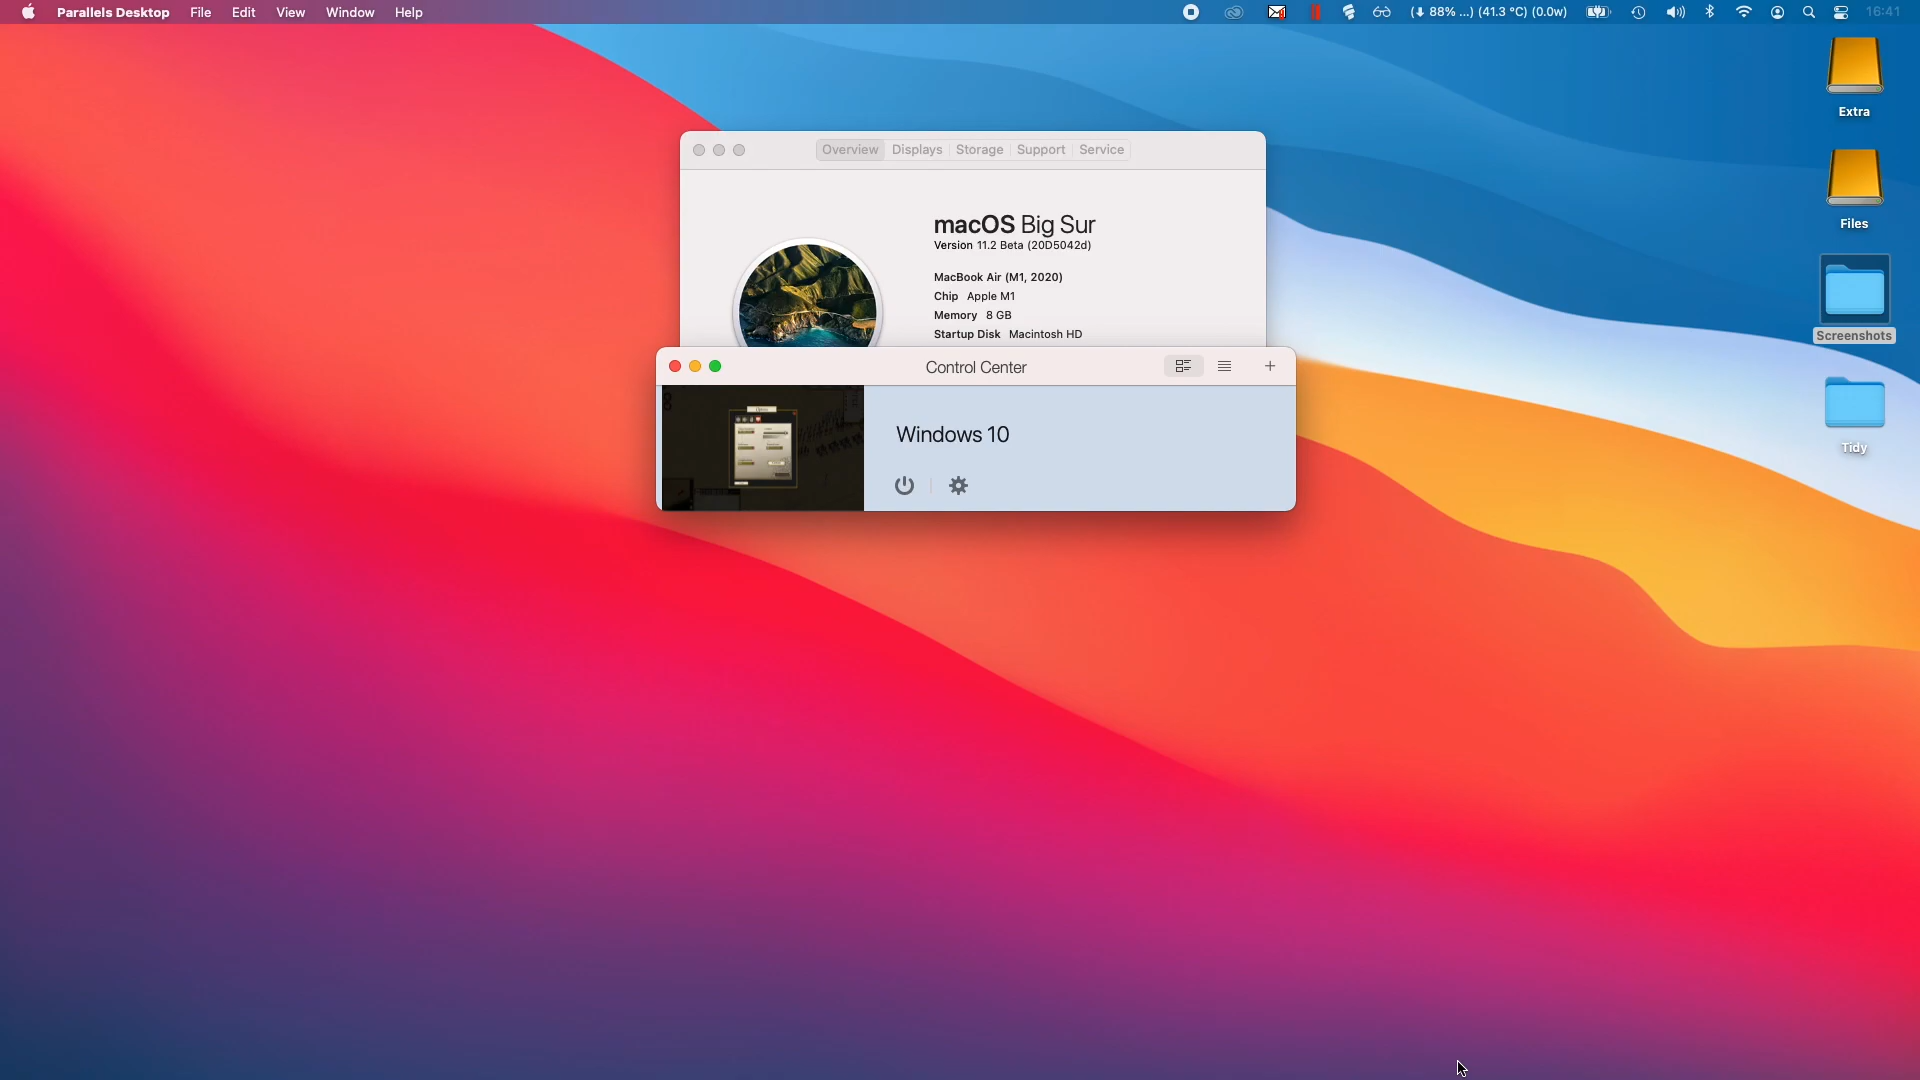 Parallels Desktop File Edit View Window Help
88% ...) (41.3 °C) (0.0w) 16:41
Extra
Files
Screenshots
Tidy
Overview Displays Storage Support Service
macOS Big Sur
Version 11.2 Beta (20D5042d)
MacBook Air (M1, 2020)
Chip Apple M1
Memory 8 GB
Startup Disk Macintosh HD
Control Center
Windows 10